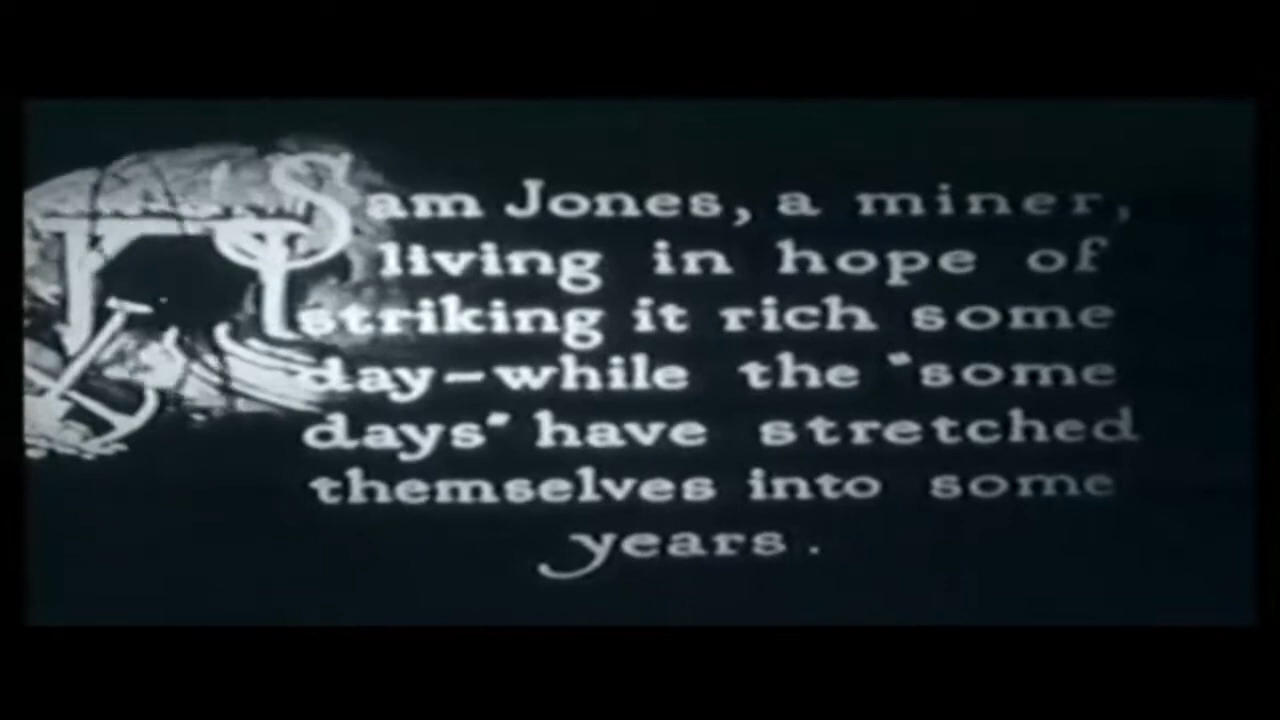 Sam Jones, a miner,
living in hope of
striking it rich some
day-while the "some
days" have stretched
themselves into some
years.